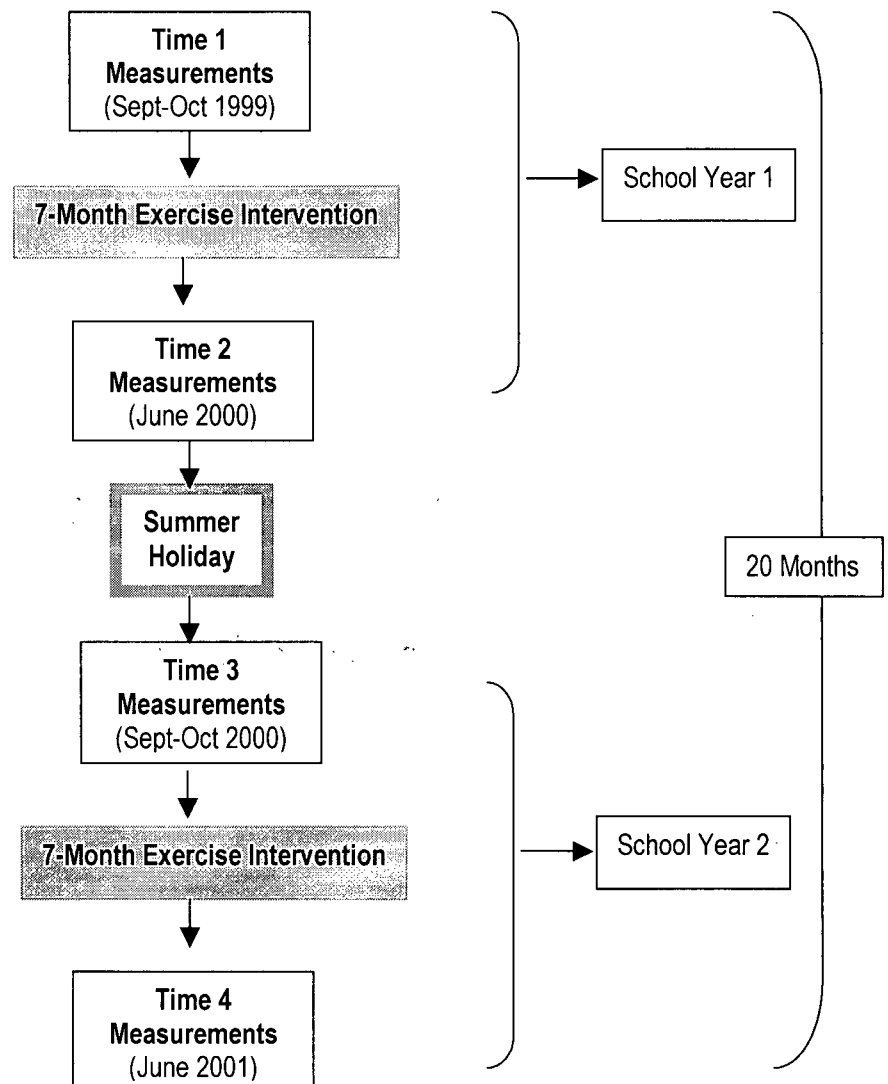 Time 1
Measurements
(Sept-Oct 1999)
School Year 1
7-Month Exercise Intervention
Time 2
Measurements
(June 2000)
Summer
Holiday
20 Months
Time 3
Measurements
(Sept-Oct 2000)
School Year 2
7-Month Exercise Intervention
Time 4
Measurements
(June 2001)